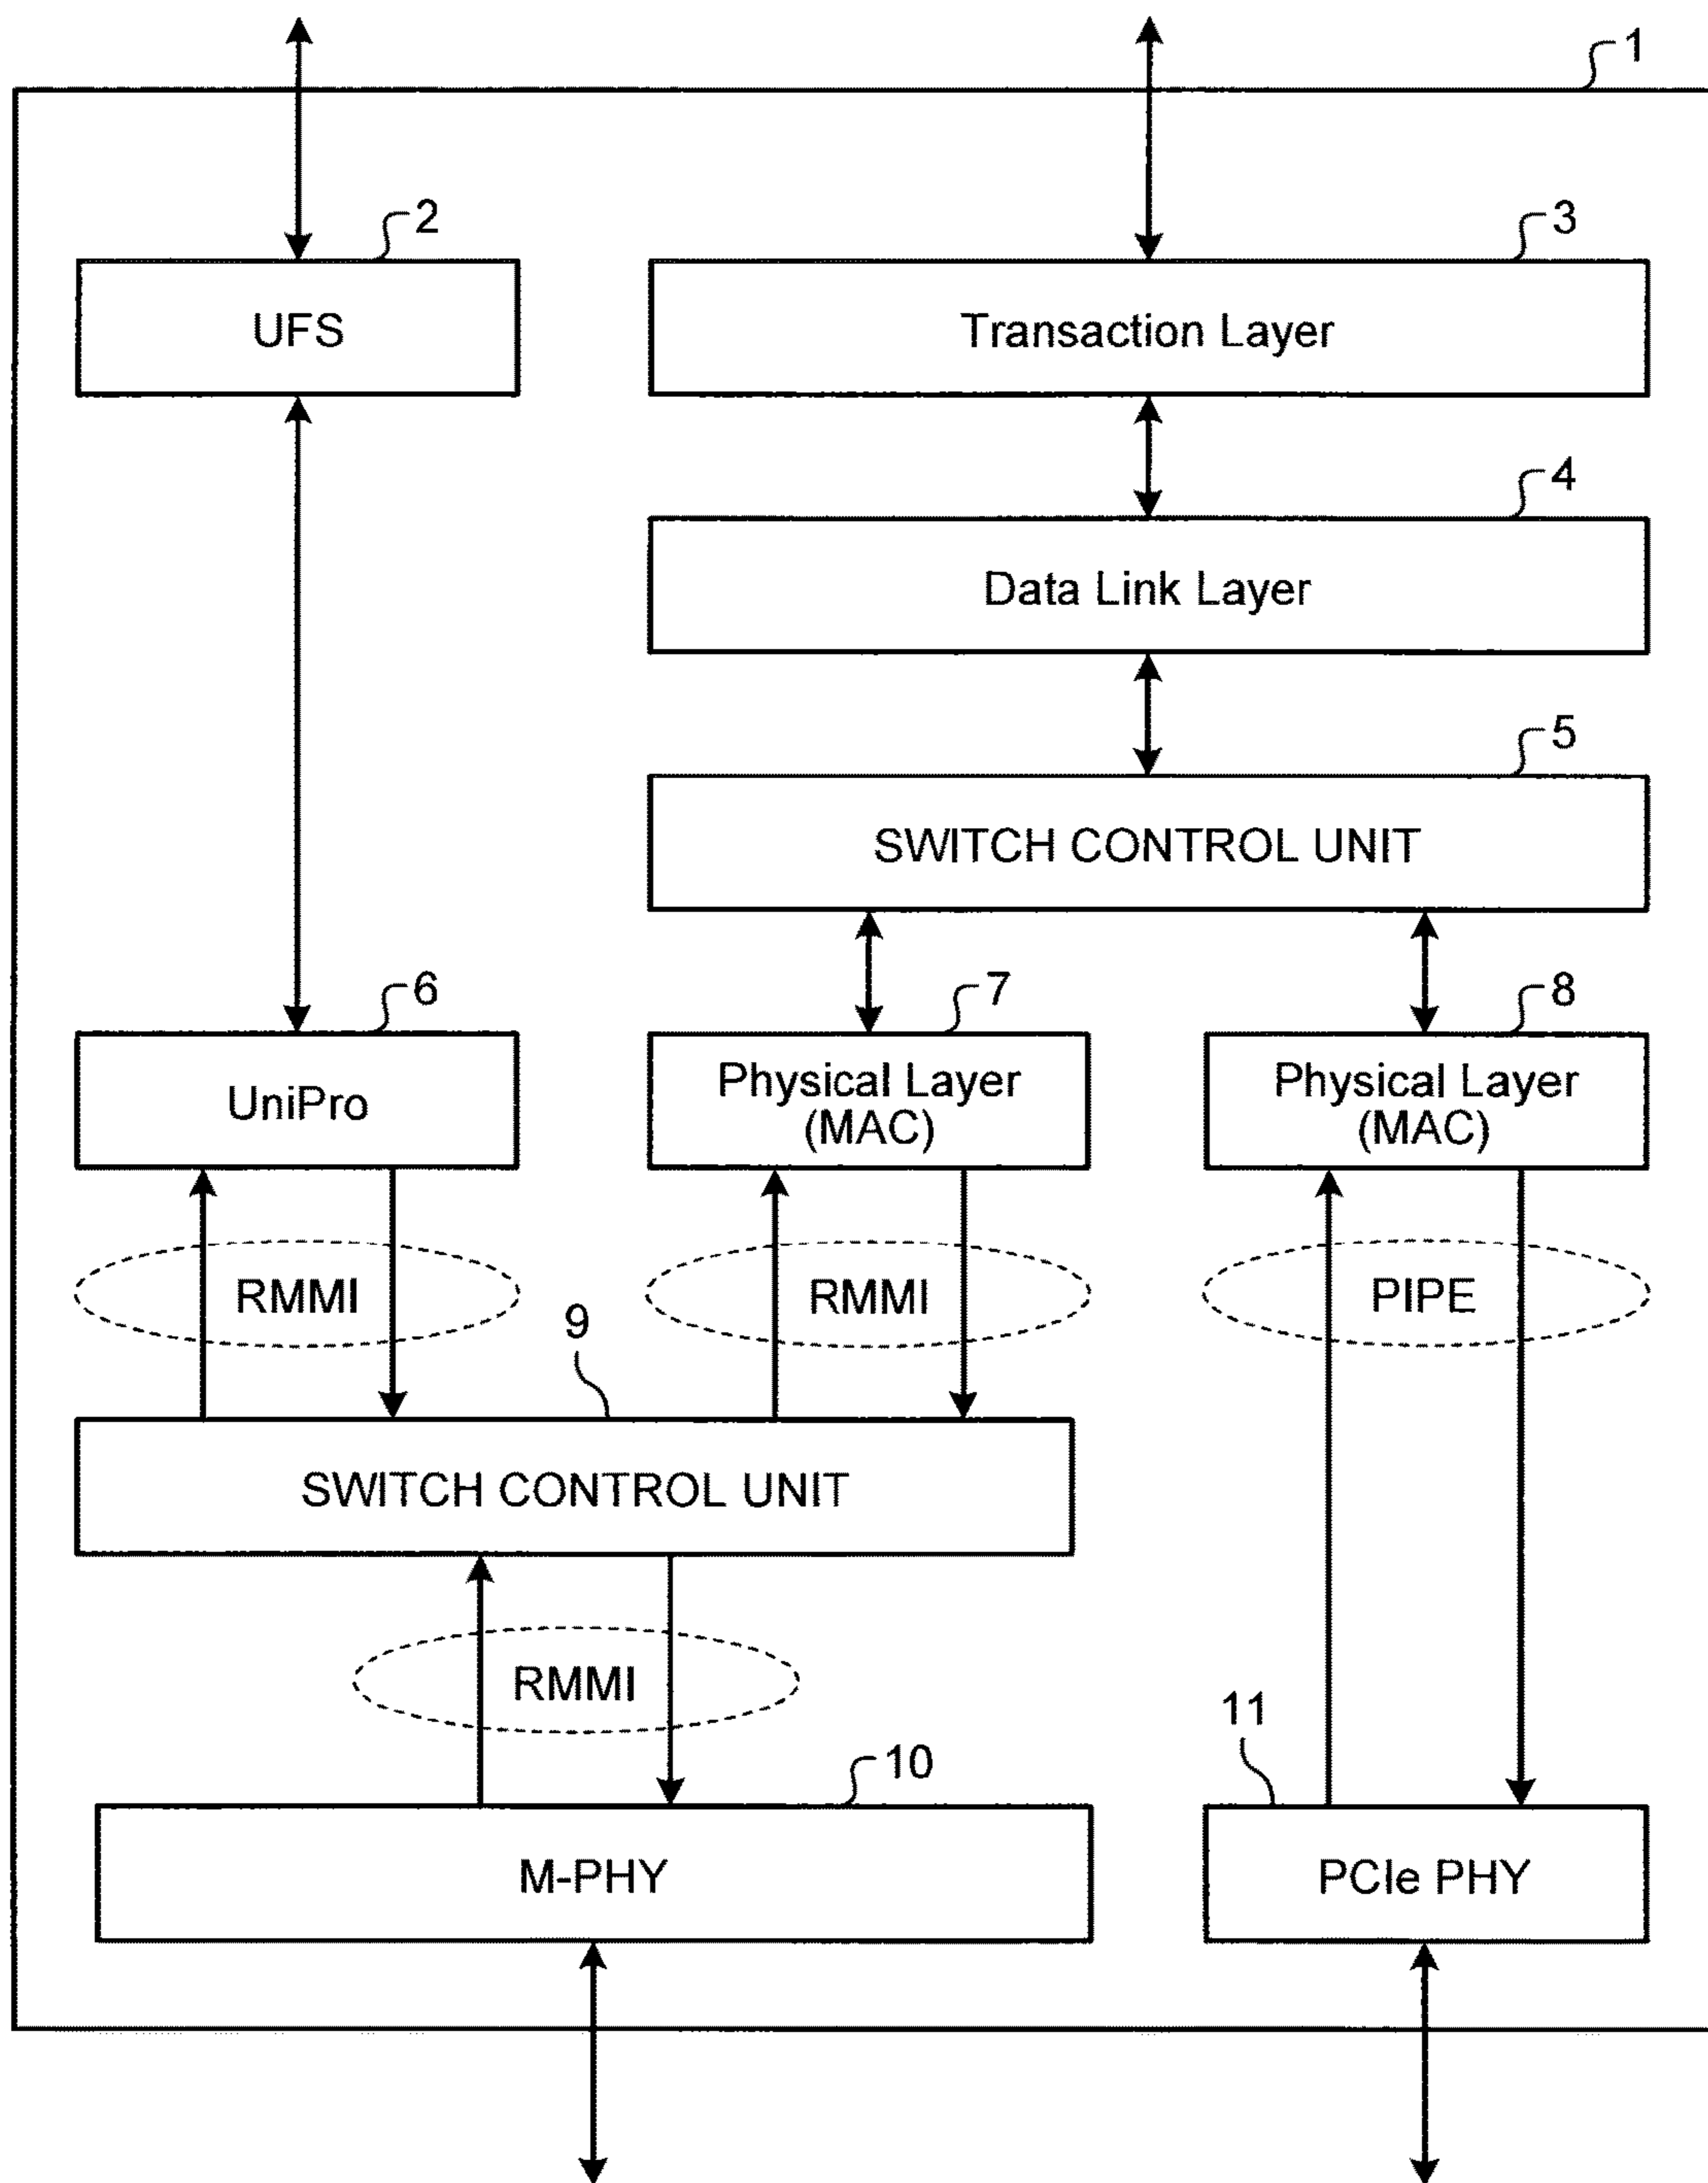 1
2
3
UFS
Transaction Layer
4
Data Link Layer
5
SWITCH CONTROL UNIT
6
7
8
UniPro
Physical Layer
(MAC)
Physical Layer
(MAC)
RMMI
RMMI
PIPE
9
SWITCH CONTROL UNIT
RMMI
10
11
M-PHY
PCIe PHY